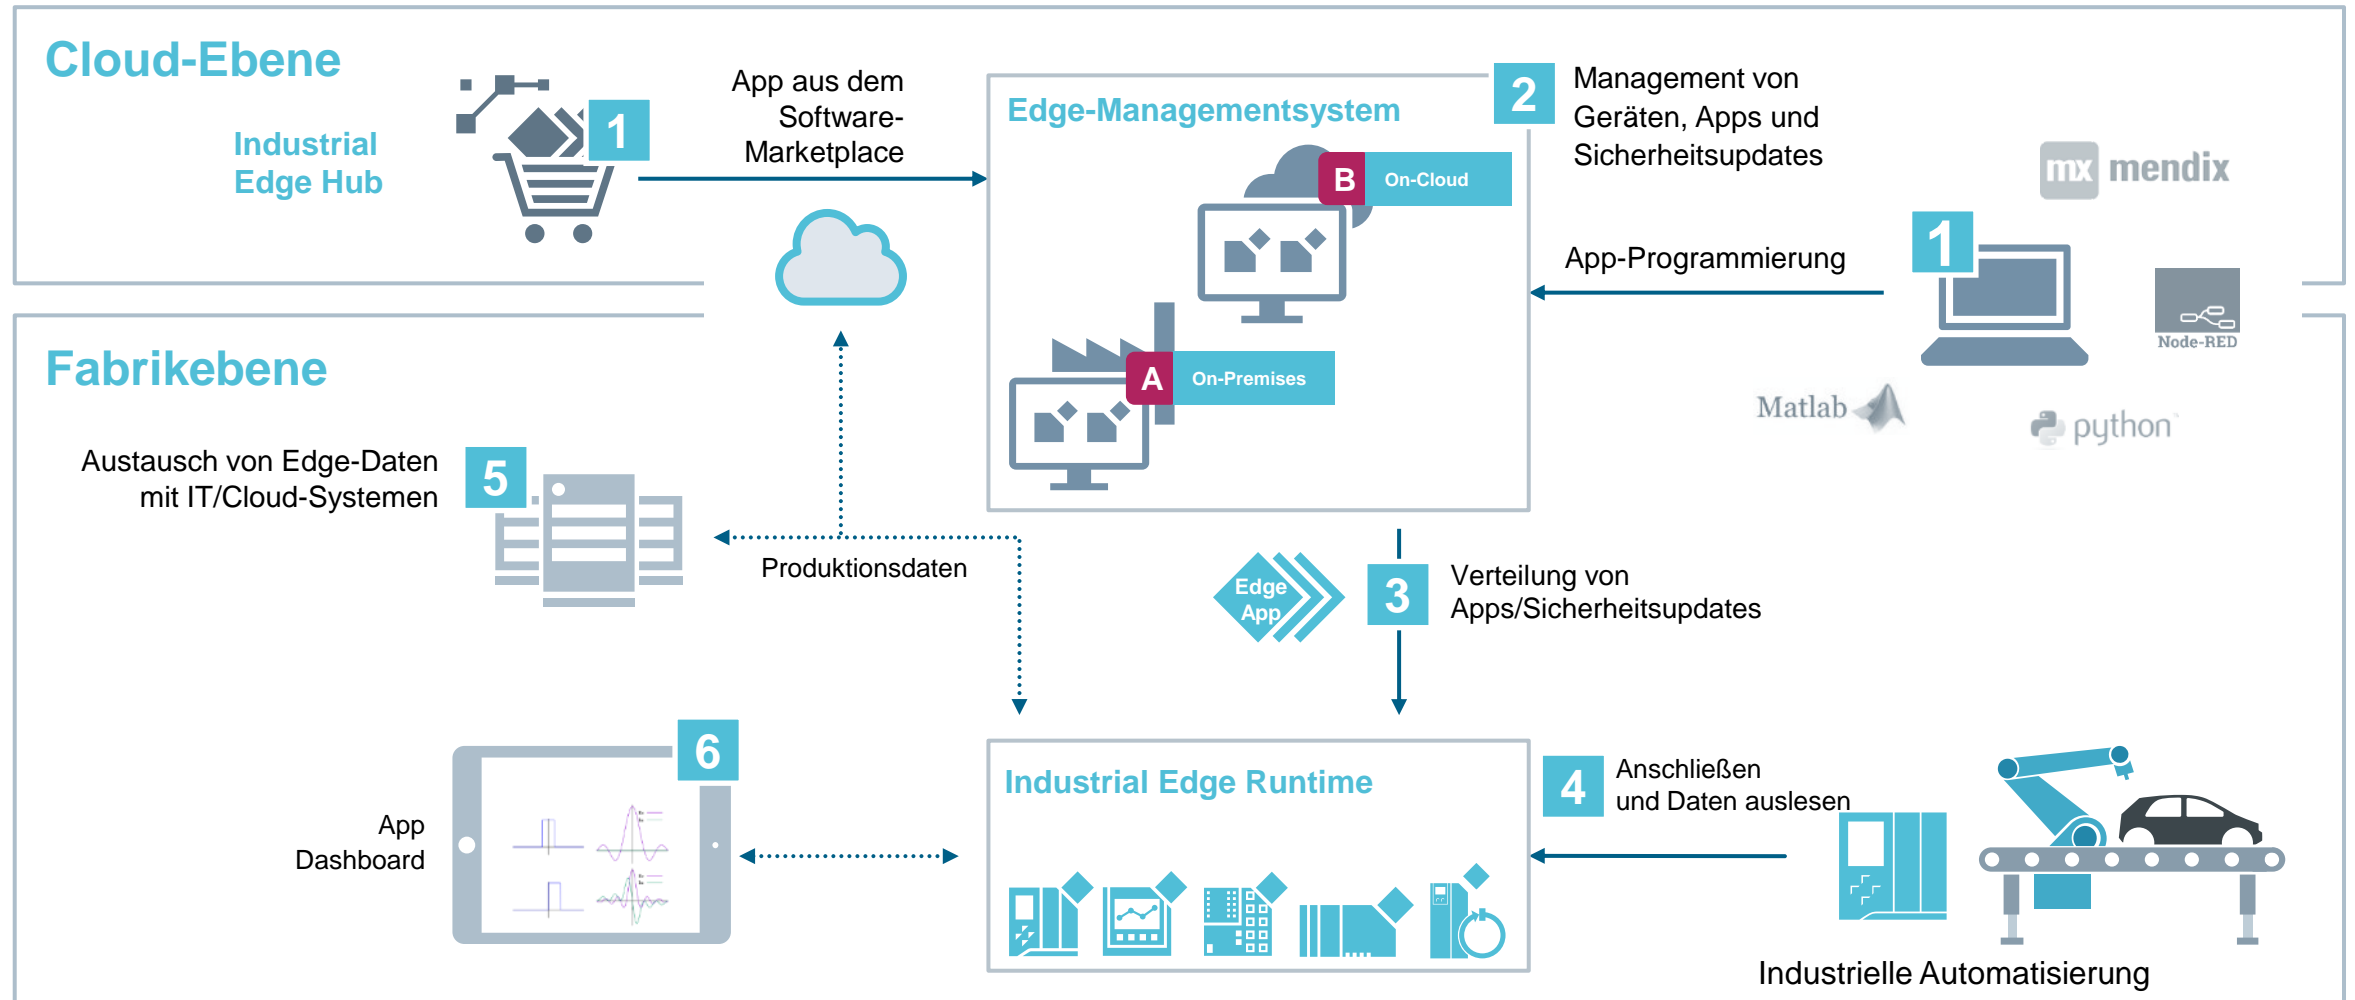 Cloud-Ebene
Industrial
Edge Hub
1
App aus dem
Software-
Marketplace
Edge-Managementsystem
B
On-Cloud
A
On-Premises
2
Management von
Geräten, Apps und
Sicherheitsupdates
mx mendix
App-Programmierung
1
Node-RED
Matlab
python
Fabrikebene
Austausch von Edge-Daten
mit IT/Cloud-Systemen
5
Produktionsdaten
Edge
App
3
Verteilung von
Apps/Sicherheitsupdates
6
App
Dashboard
Industrial Edge Runtime
4
Anschließen
und Daten auslesen
Industrielle Automatisierung